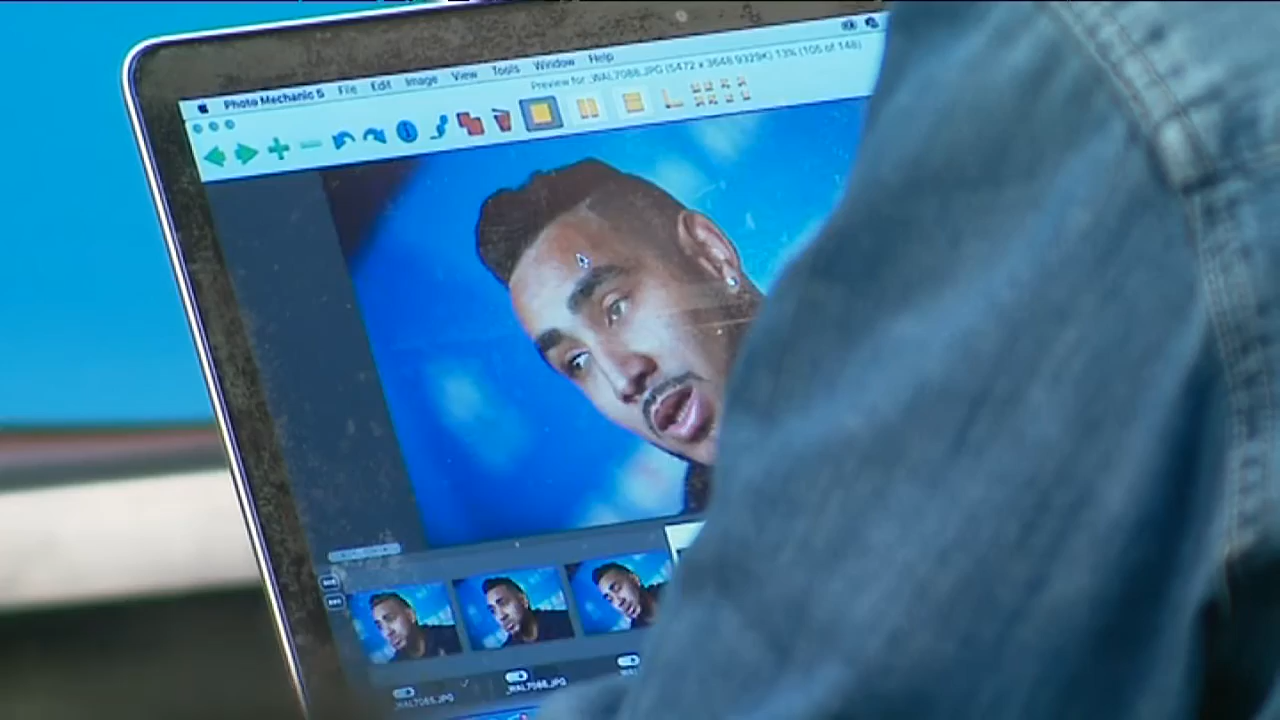 Photo Mechanic 5 File Edit Image View Tools Window Help
Preview for _WAL7088.JPG (5472 x 3648 9329K) 13% (105 of 148)
_WAL7085.JPG _WAL7086.JPG